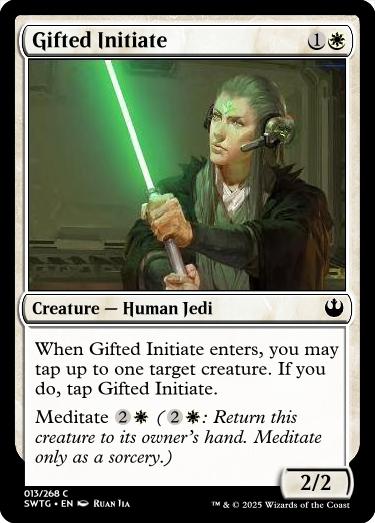 Gifted Initiate 1
Creature — Human Jedi
When Gifted Initiate enters, you may
tap up to one target creature. If you
do, tap Gifted Initiate.
Meditate 2 (2: Return this
creature to its owner's hand. Meditate
only as a sorcery.)
2/2
013/268 C
SWTG • EN Ruan Jia
™ & © 2025 Wizards of the Coast